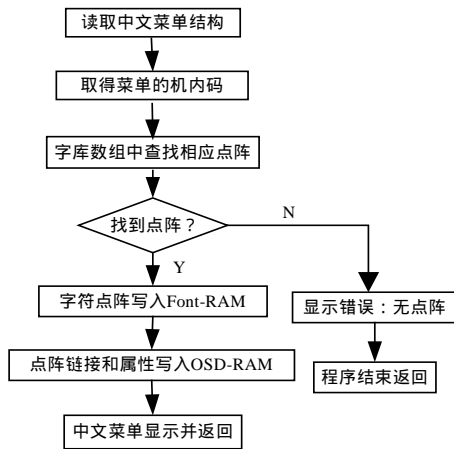 读取中文菜单结构
取得菜单的机内码
字库数组中查找相应点阵
找到点阵？
N
Y
字符点阵写入Font-RAM
显示错误：无点阵
点阵链接和属性写入OSD-RAM
程序结束返回
中文菜单显示并返回